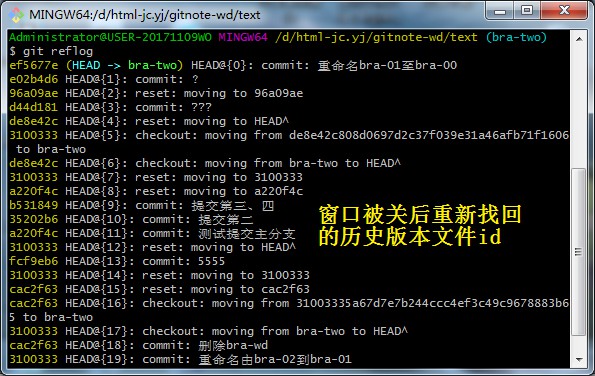 MINGW64:/d/html-jc.yj/gitnote-wd/text
Administrator@USER-20171109WO MINGW64 /d/html-jc.yj/gitnote-wd/text (bra-two)
$ git reflog
ef5677e (HEAD -> bra-two) HEAD@{0}: commit: 重命名bra-01至bra-00
e02b4d6 HEAD@{1}: commit: ?
96a09ae HEAD@{2}: reset: moving to 96a09ae
d44d181 HEAD@{3}: commit: ???
de8e42c HEAD@{4}: reset: moving to HEAD^
3100333 HEAD@{5}: checkout: moving from de8e42c808d0697d2c37f039e31a46afb71f1606
to bra-two
de8e42c HEAD@{6}: checkout: moving from bra-two to HEAD^
3100333 HEAD@{7}: reset: moving to 3100333
a220f4c HEAD@{8}: reset: moving to a220f4c
b531849 HEAD@{9}: commit: 提交第三、四
35202b6 HEAD@{10}: commit: 提交第二
a220f4c HEAD@{11}: commit: 测试提交主分支
3100333 HEAD@{12}: reset: moving to HEAD^
fcf9eb6 HEAD@{13}: commit: 5555
3100333 HEAD@{14}: reset: moving to 3100333
cac2f63 HEAD@{15}: reset: moving to cac2f63
cac2f63 HEAD@{16}: checkout: moving from 31003335a67d7e7b244ccc4ef3c49c9678883b6
5 to bra-two
3100333 HEAD@{17}: checkout: moving from bra-two to HEAD^
cac2f63 HEAD@{18}: commit: 删除bra-wd
3100333 HEAD@{19}: commit: 重命名由bra-02到bra-01
窗口被关后重新找回
的历史版本文件id